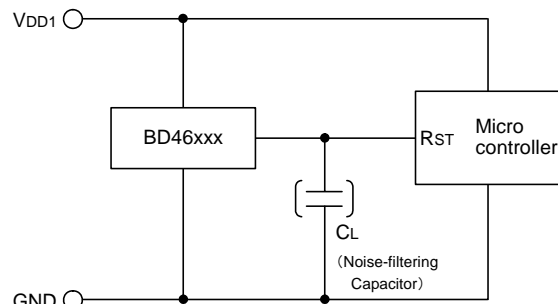 VDD1
BD46xxx
RST
Micro
controller
CL
（Noise-filtering
Capacitor）
GND